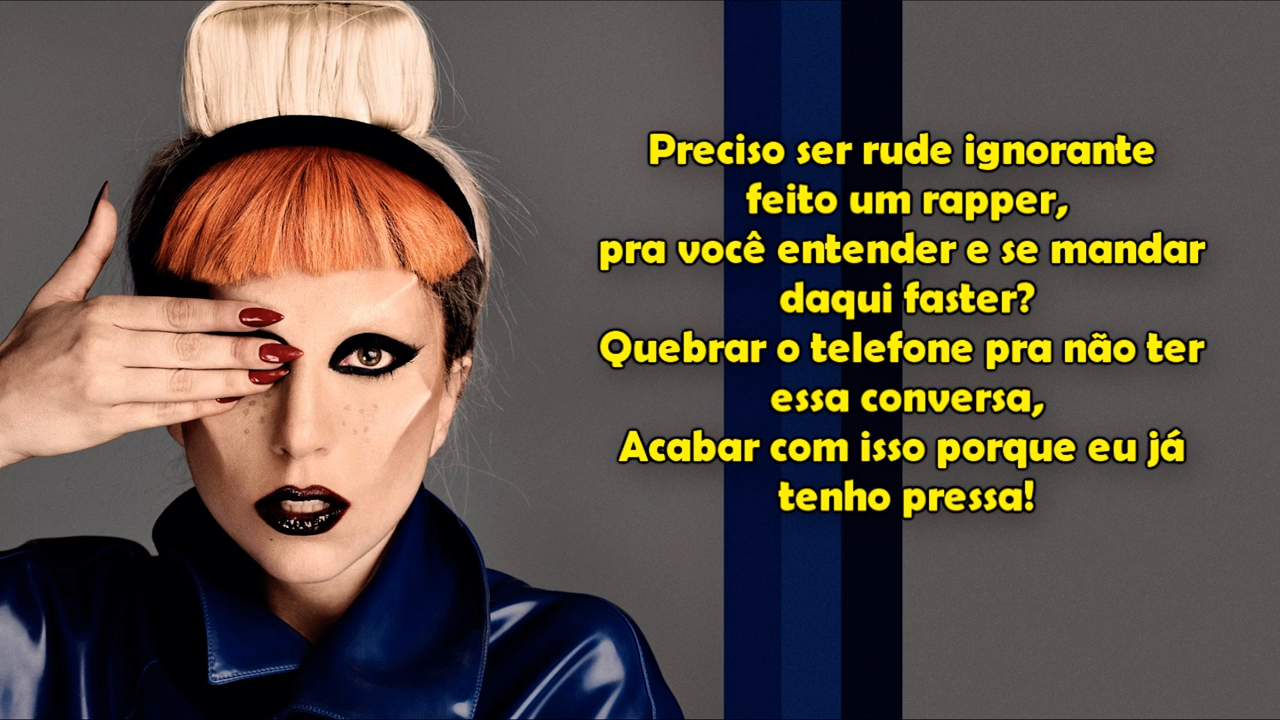 Preciso ser rude ignorante
feito um rapper,
pra você entender e se mandar
daqui faster?
Quebrar o telefone pra não ter
essa conversa,
Acabar com isso porque eu já
tenho pressa!